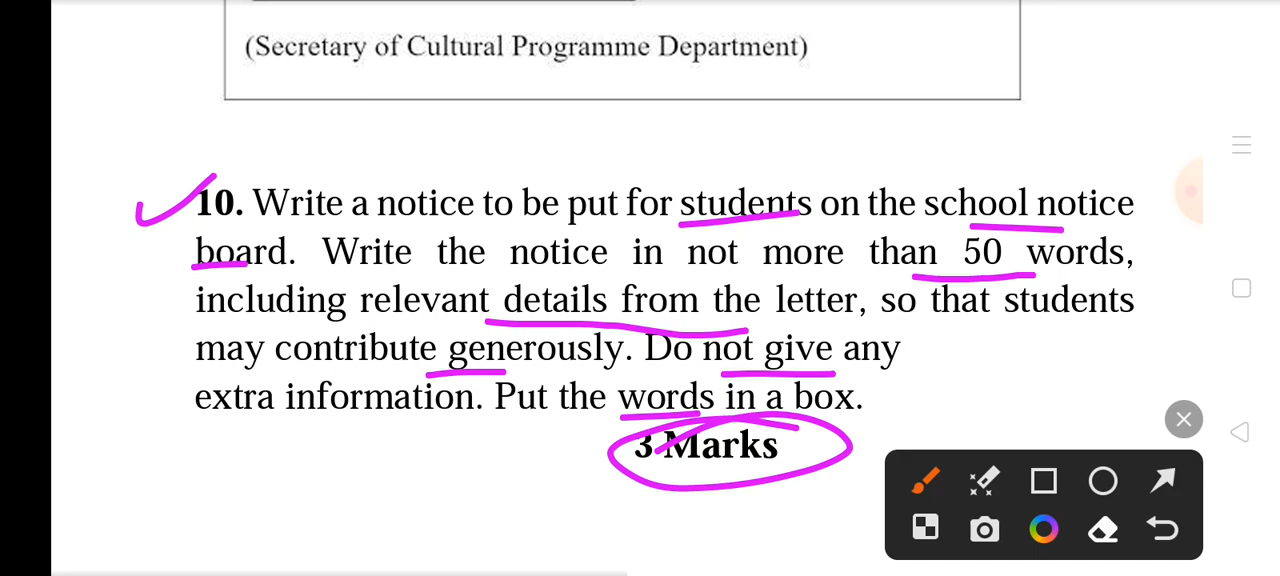 (Secretary of Cultural Programme Department)
10. Write a notice to be put for students on the school notice
board. Write the notice in not more than 50 words,
including relevant details from the letter, so that students
may contribute generously. Do not give any
extra information. Put the words in a box.
3 Marks